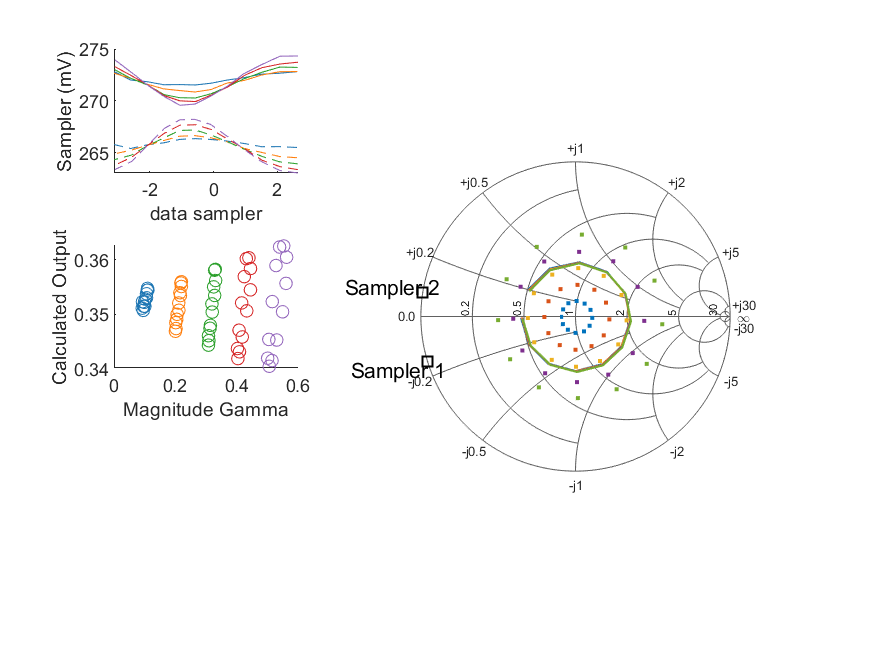 275
270
265
Sampler (mV)
-2
0
2
data sampler
0.36
0.35
0.34
Calculated Output
0
0.2
0.4
0.6
Magnitude Gamma
+j1
+j0.5
+j2
+j0.2
+j5
Sampler 2
0.0
0.2
0.5
1
2
5
30
+j30
∞
-j30
Sampler 1
-j0.2
-j5
-j0.5
-j2
-j1